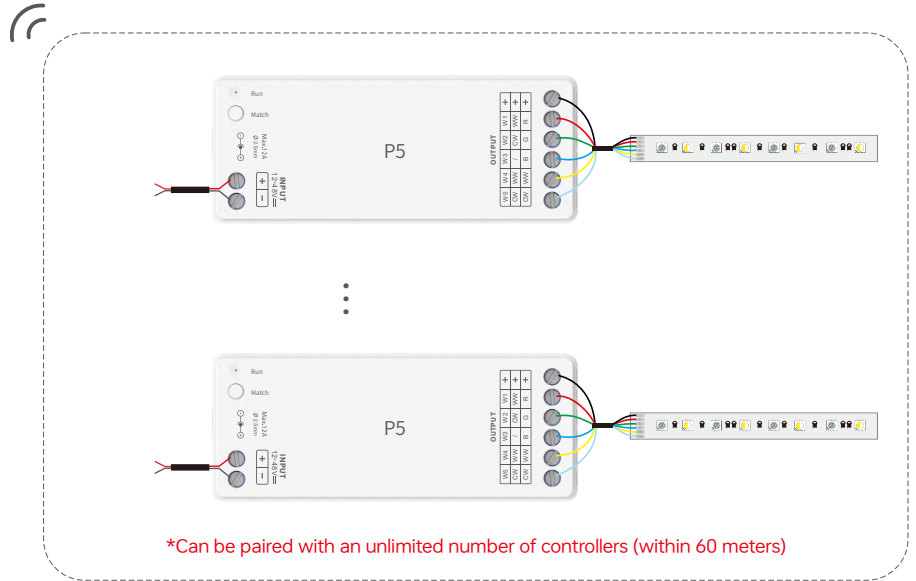 Run
Match
Max.12A
Ø 2.5mm
P5
+
−
INPUT
12~48V
OUTPUT
+ + +
W1 WW R
W2 CW G
W3 / B
W4 WW WW
W5 CW CW
Run
Match
Max.12A
Ø 2.5mm
P5
+
−
INPUT
12~48V
OUTPUT
+ + +
W1 WW R
W2 CW G
W3 / B
W4 WW WW
W5 CW CW
*Can be paired with an unlimited number of controllers (within 60 meters)